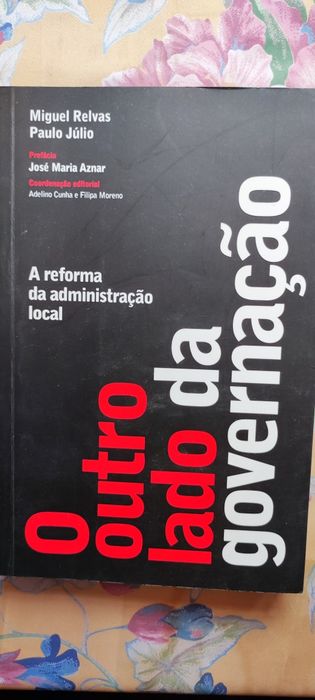 Miguel Relvas
Paulo Júlio
Prefácio
José Maria Aznar
Coordenação editorial
Adelino Cunha e Filipa Moreno
A reforma
da administração
local
O
outro
lado da
governação